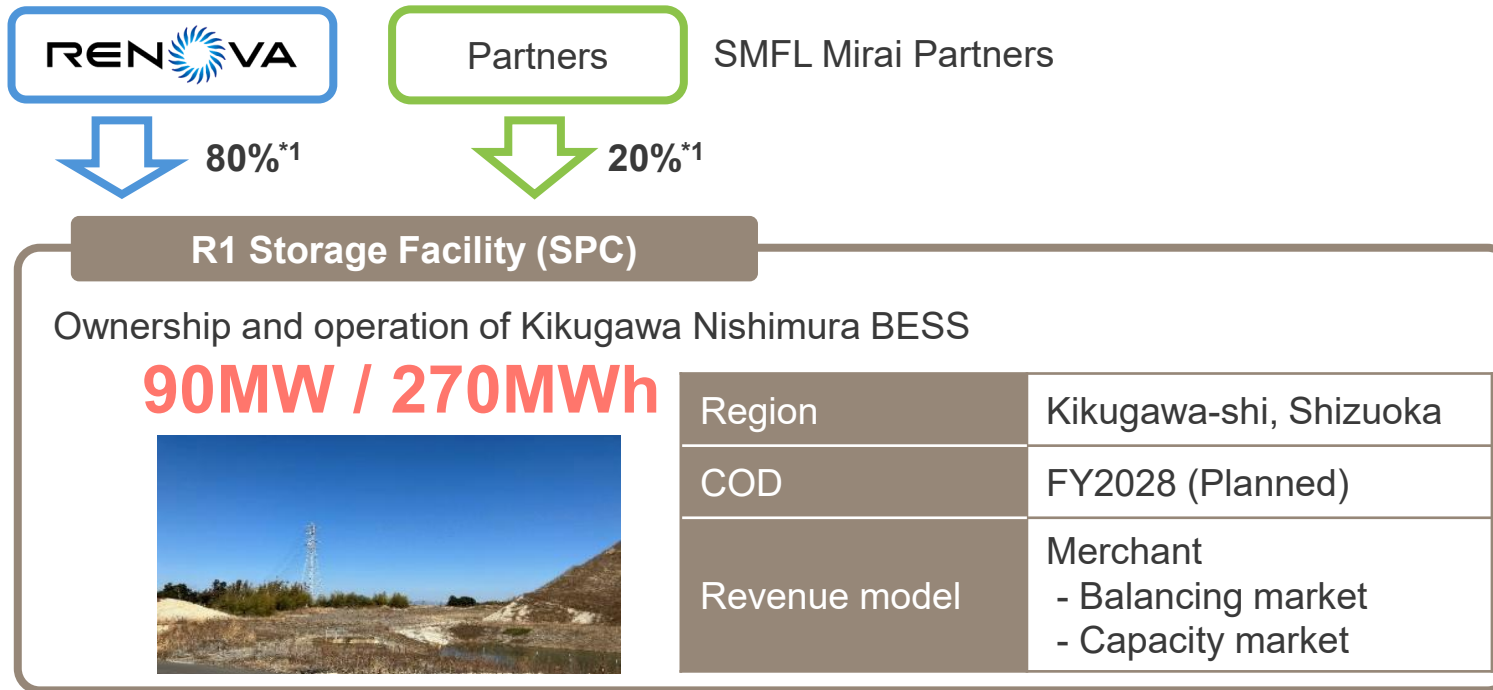 RENOVA
Partners
SMFL Mirai Partners
80%*1
20%*1
R1 Storage Facility (SPC)
Ownership and operation of Kikugawa Nishimura BESS
90MW / 270MWh
Region
Kikugawa-shi, Shizuoka
COD
FY2028 (Planned)
Revenue model
Merchant
- Balancing market
- Capacity market